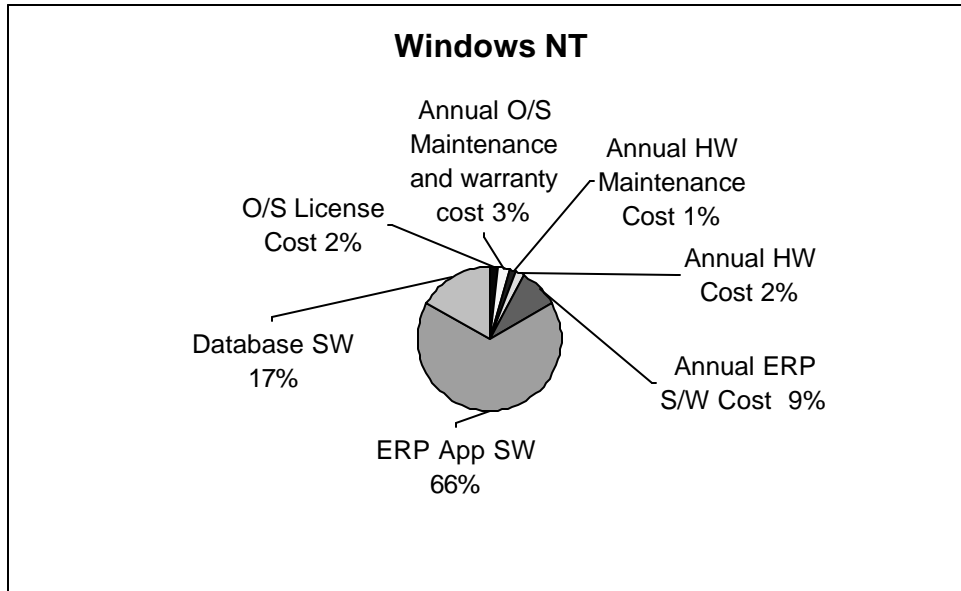 Windows NT
Annual O/S
Maintenance
and warranty
cost 3%
Annual HW
Maintenance
Cost 1%
O/S License
Cost 2%
Annual HW
Cost 2%
Database SW
17%
Annual ERP
S/W Cost 9%
ERP App SW
66%